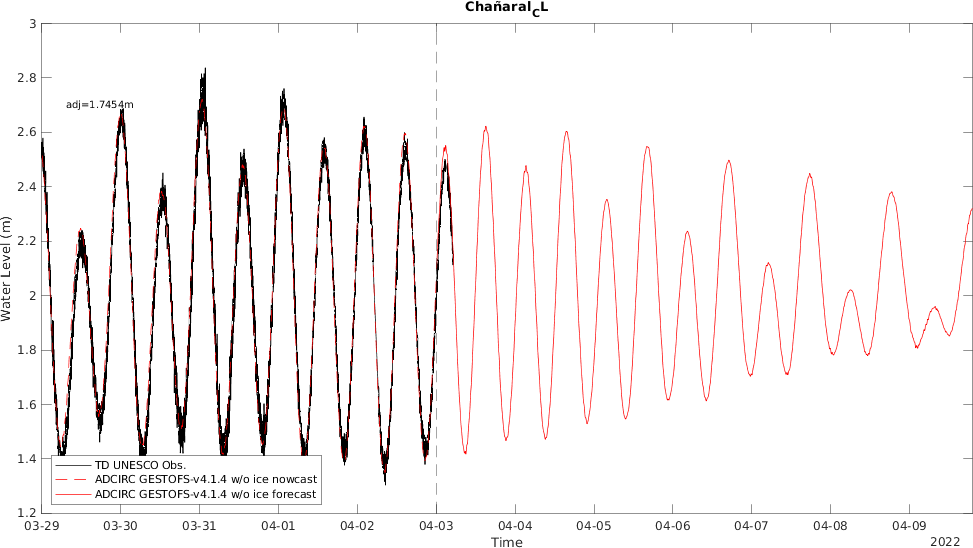 Chañaral_CL
3
2.8
2.6
2.4
2.2
2
1.8
1.6
1.4
1.2
Water Level (m)
adj=1.7454m
TD UNESCO Obs.
ADCIRC GESTOFS-v4.1.4 w/o ice nowcast
ADCIRC GESTOFS-v4.1.4 w/o ice forecast
03-29 03-30 03-31 04-01 04-02 04-03 04-04 04-05 04-06 04-07 04-08 04-09
Time
2022